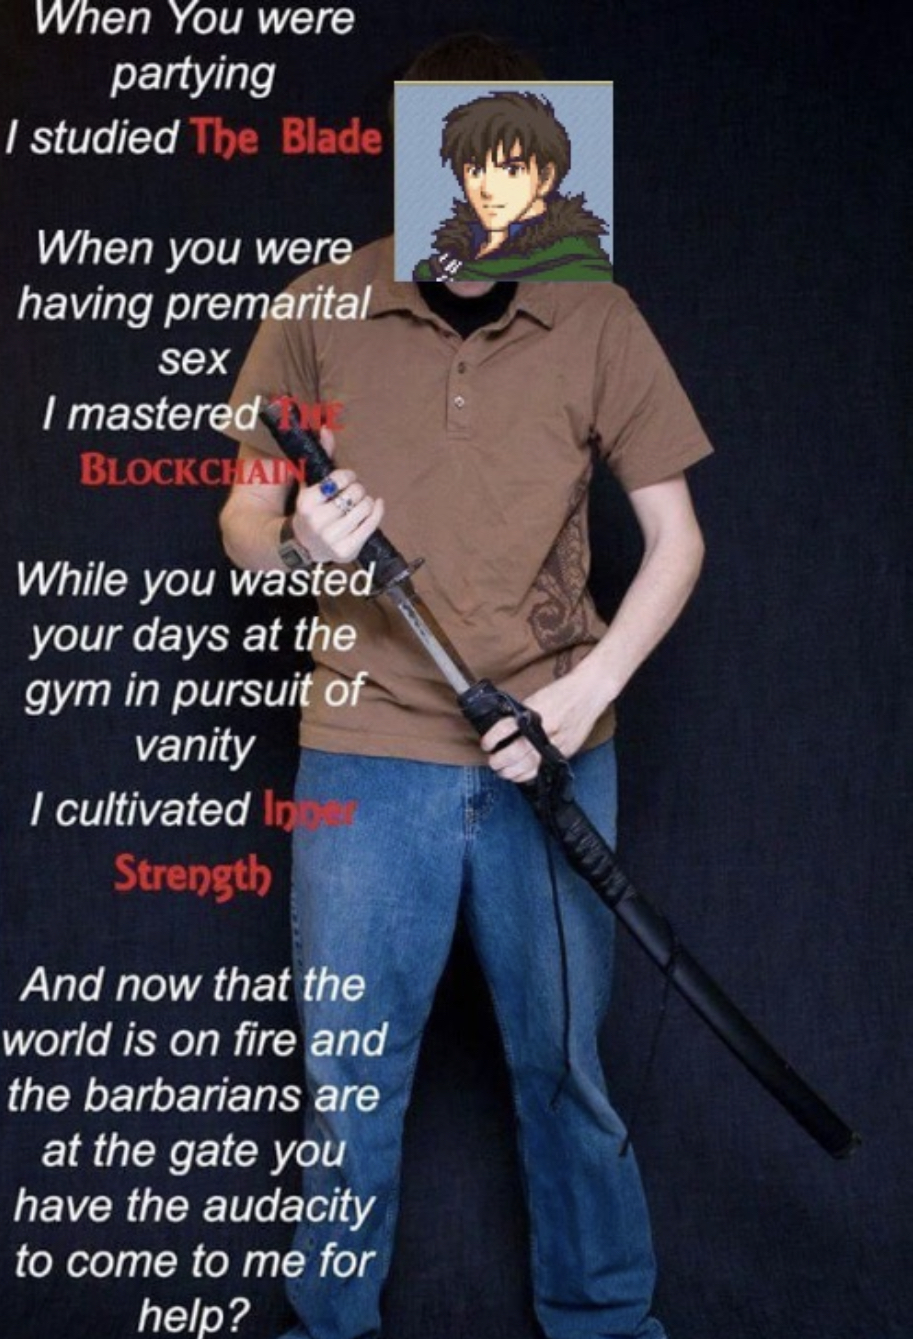 When You were
partying
I studied The Blade
When you were
having premarital
sex
I mastered The
Blockchain
While you wasted
your days at the
gym in pursuit of
vanity
I cultivated Inner
Strength
And now that the
world is on fire and
the barbarians are
at the gate you
have the audacity
to come to me for
help?